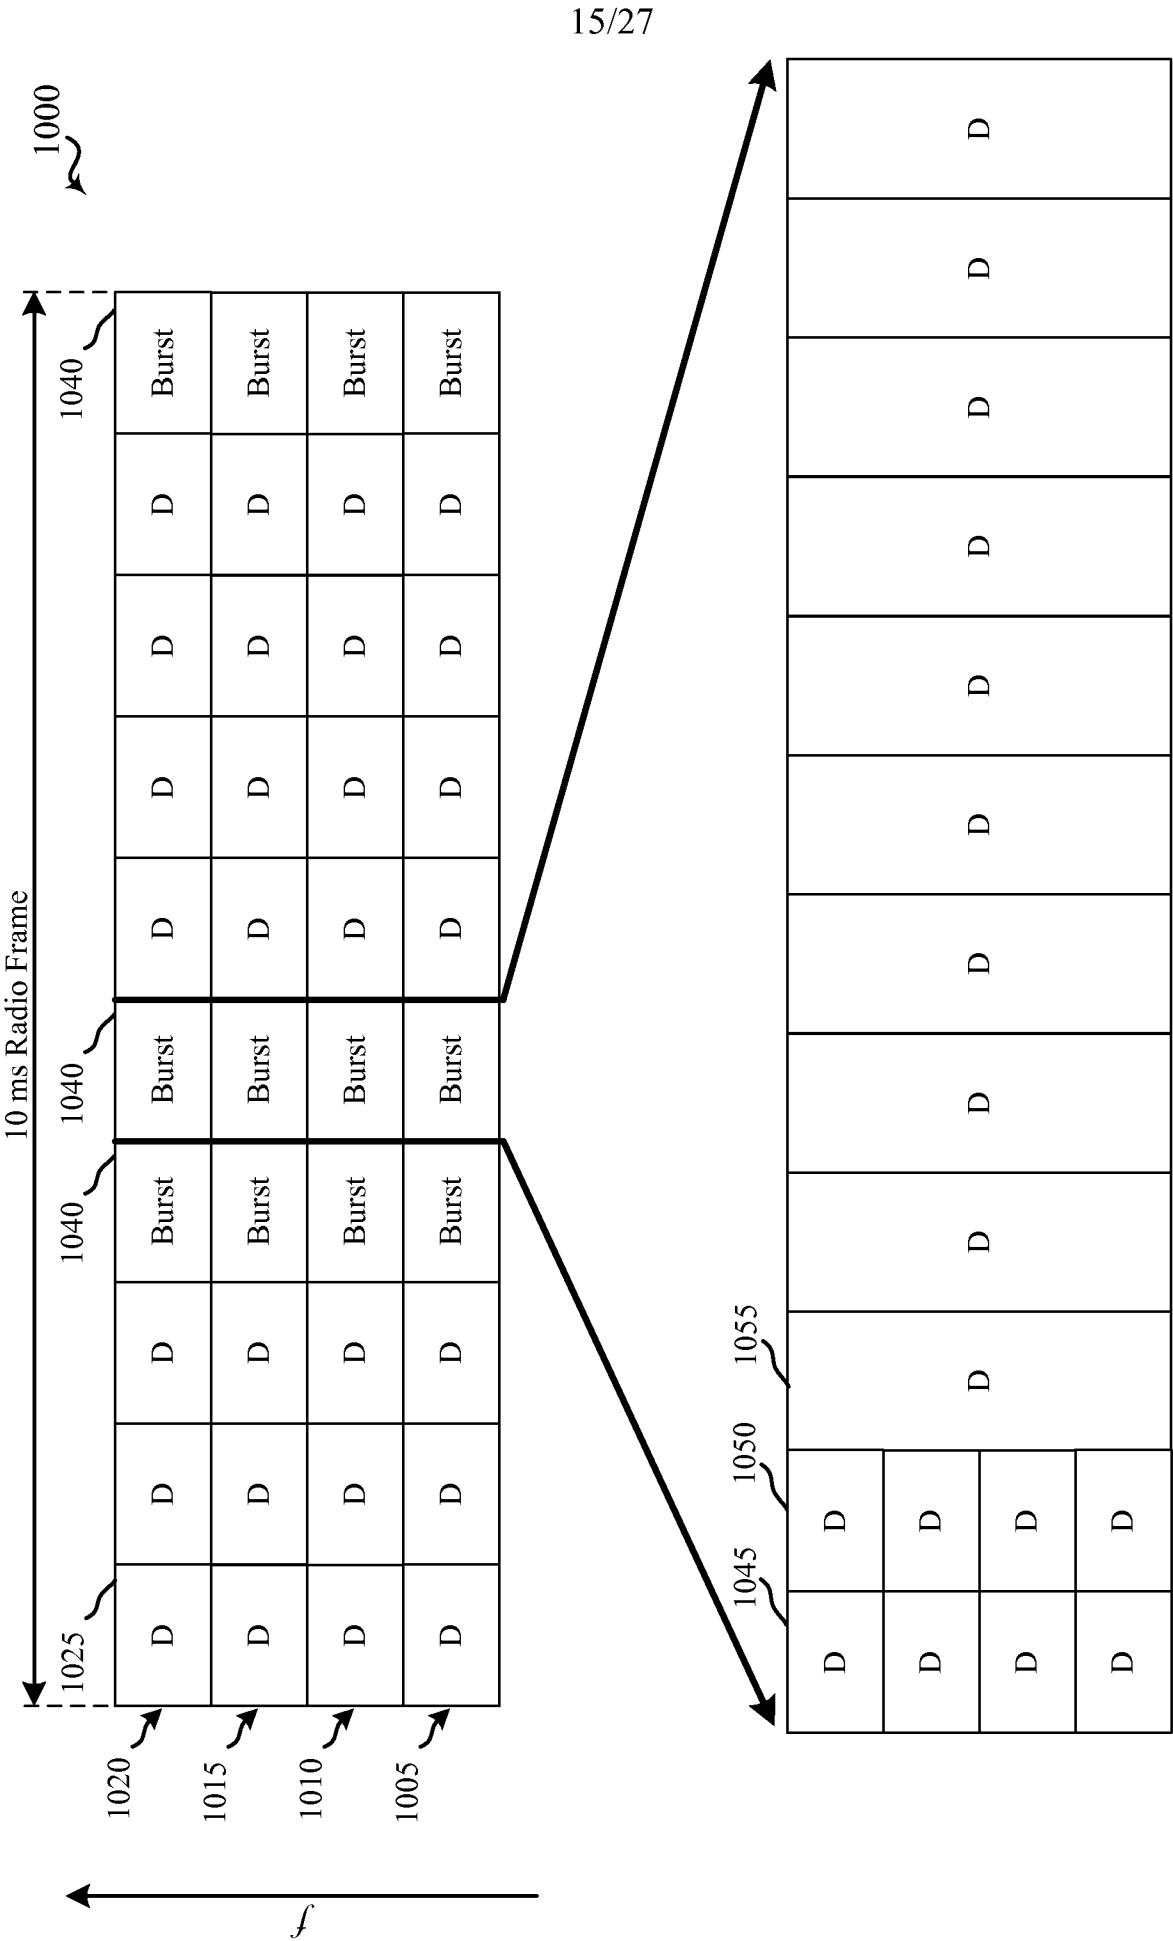 15/27
1000
10 ms Radio Frame
1025 1040 1040 1040
1020 D D D Burst Burst D D D D Burst
1015 D D D Burst Burst D D D D Burst
1010 D D D Burst Burst D D D D Burst
1005 D D D Burst Burst D D D D Burst
f
1045 1050 1055
D D
D D
D D D D D D D D D D
D D
D D